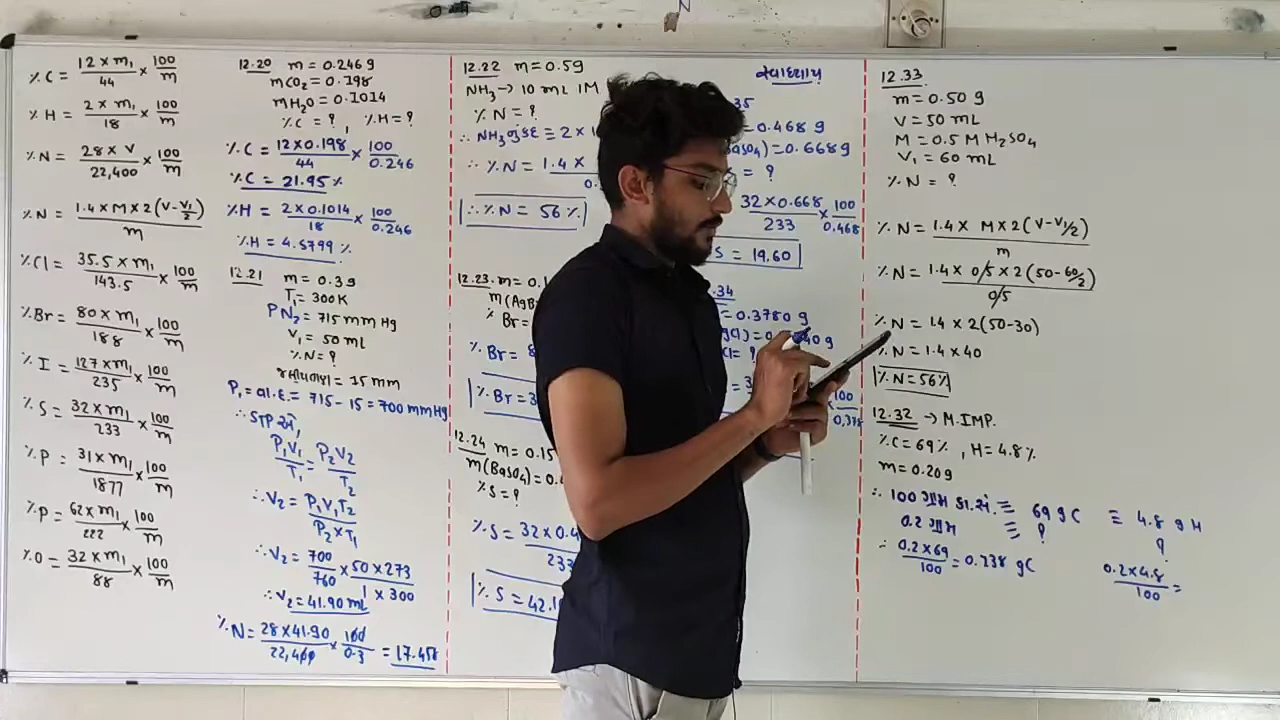 % C = 12 × m₁ / 44 × 100 / m
% H = 2 × m₁ / 18 × 100 / m
% N = 28 × V / 22,400 × 100 / m
% N = 1.4 × M × 2 (V - V₁/2) / m
% Cl = 35.5 × m₁ / 143.5 × 100 / m
% Br = 80 × m₁ / 188 × 100 / m
% I = 127 × m₁ / 235 × 100 / m
% S = 32 × m₁ / 233 × 100 / m
% P = 31 × m₁ / 1877 × 100 / m
% P = 62 × m₁ / 222 × 100 / m
% O = 32 × m₁ / 88 × 100 / m
12.20 m = 0.246 g
mCO₂ = 0.198
mH₂O = 0.1014
% C = ? , % H = ?
% C = 12 × 0.198 / 44 × 100 / 0.246
% C = 21.95 %
% H = 2 × 0.1014 / 18 × 100 / 0.246
% H = 4.5799 %
12.21 m = 0.3 g
T₁ = 300 K
PN₂ = 715 mm Hg
V₁ = 50 mL
% N = ?
= 15 mm
= 715 - 15 = 700 mm Hg
∴ STP એ,
P₁V₁ / T₁ = P₂V₂ / T₂
∴ V₂ = P₁V₁T₂ / P₂ × T₁
∴ V₂ = 700 / 760 × 50 × 273 / 1 × 300
∴ V₂ = 41.90 mL
% N = 28 × 41.90 / 22,400 × 100 / 0.3 = 17.458
12.22 m = 0.5 g
NH₃ → 10 mL 1M
% N = ?
∴ NH₃ = 2 ×
∴ % N = 1.4 ×
∴ % N = 56 %
12.23 m = 0.1
m(AgB
% Br =
% Br = 8
% Br = 3
12.24 m = 0.15
m(BaSO₄) = 0.
% S = ?
% S = 32 × 0.4 / 233
% S = 42.1
સ્વાધ્યાય
35
= 0.468 g
BaSO₄) = 0.668 g
= ?
32 × 0.668 / 233 × 100 / 0.468
S = 19.60
.34
= 0.3780 g
gCl) = 0. 40 g
Cl = ?
= 3
100 / 0.378
12.33
m = 0.50 g
V = 50 mL
M = 0.5 M H₂SO₄
V₁ = 60 mL
% N = ?
% N = 1.4 × M × 2 (V - V₁/2) / m
% N = 1.4 × 0.5 × 2 (50 - 60/2) / 0.5
% N = 1.4 × 2 (50 - 30)
% N = 1.4 × 40
% N = 56 %
12.32 → M. IMP.
% C = 69 % , H = 4.8 %
m = 0.20 g
∴ 100 ગ્રામ કા.સં. ≡ 69 g C ≡ 4.8 g H
0.2 ગ્રામ ≡ ? ?
∴ 0.2 × 69 / 100 = 0.138 g C 0.2 × 4.8 / 100 =